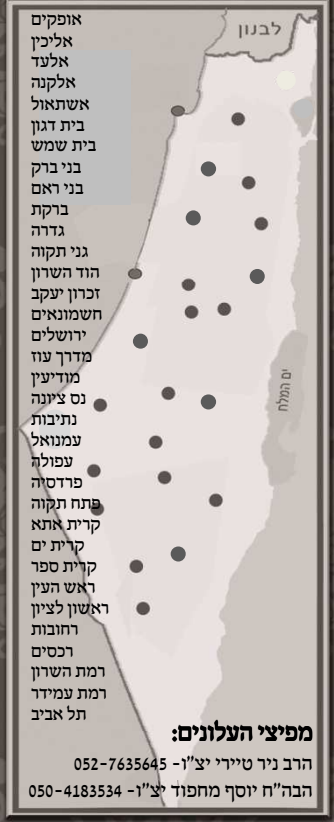 אופקים
אליכין
אלעד
אלקנה
אשתאול
בית דגון
בית שמש
בני ברק
בני ראם
ברקת
גדרה
גני תקוה
הוד השרון
זכרון יעקב
חשמונאים
ירושלים
מדרך עוז
מודיעין
נס ציונה
נתיבות
עמנואל
עפולה
פרדסיה
פתח תקוה
קרית אתא
קרית ים
קרית ספר
ראש העין
ראשון לציון
רחובות
רכסים
רמת השרון
רמת עמידר
תל אביב
לבנון
ים המלח
מפיצי העלונים:
הרב ניר טיירי יצ"ו- 052-7635645
הבה"ח יוסף מחפוד יצ"ו- 050-4183534